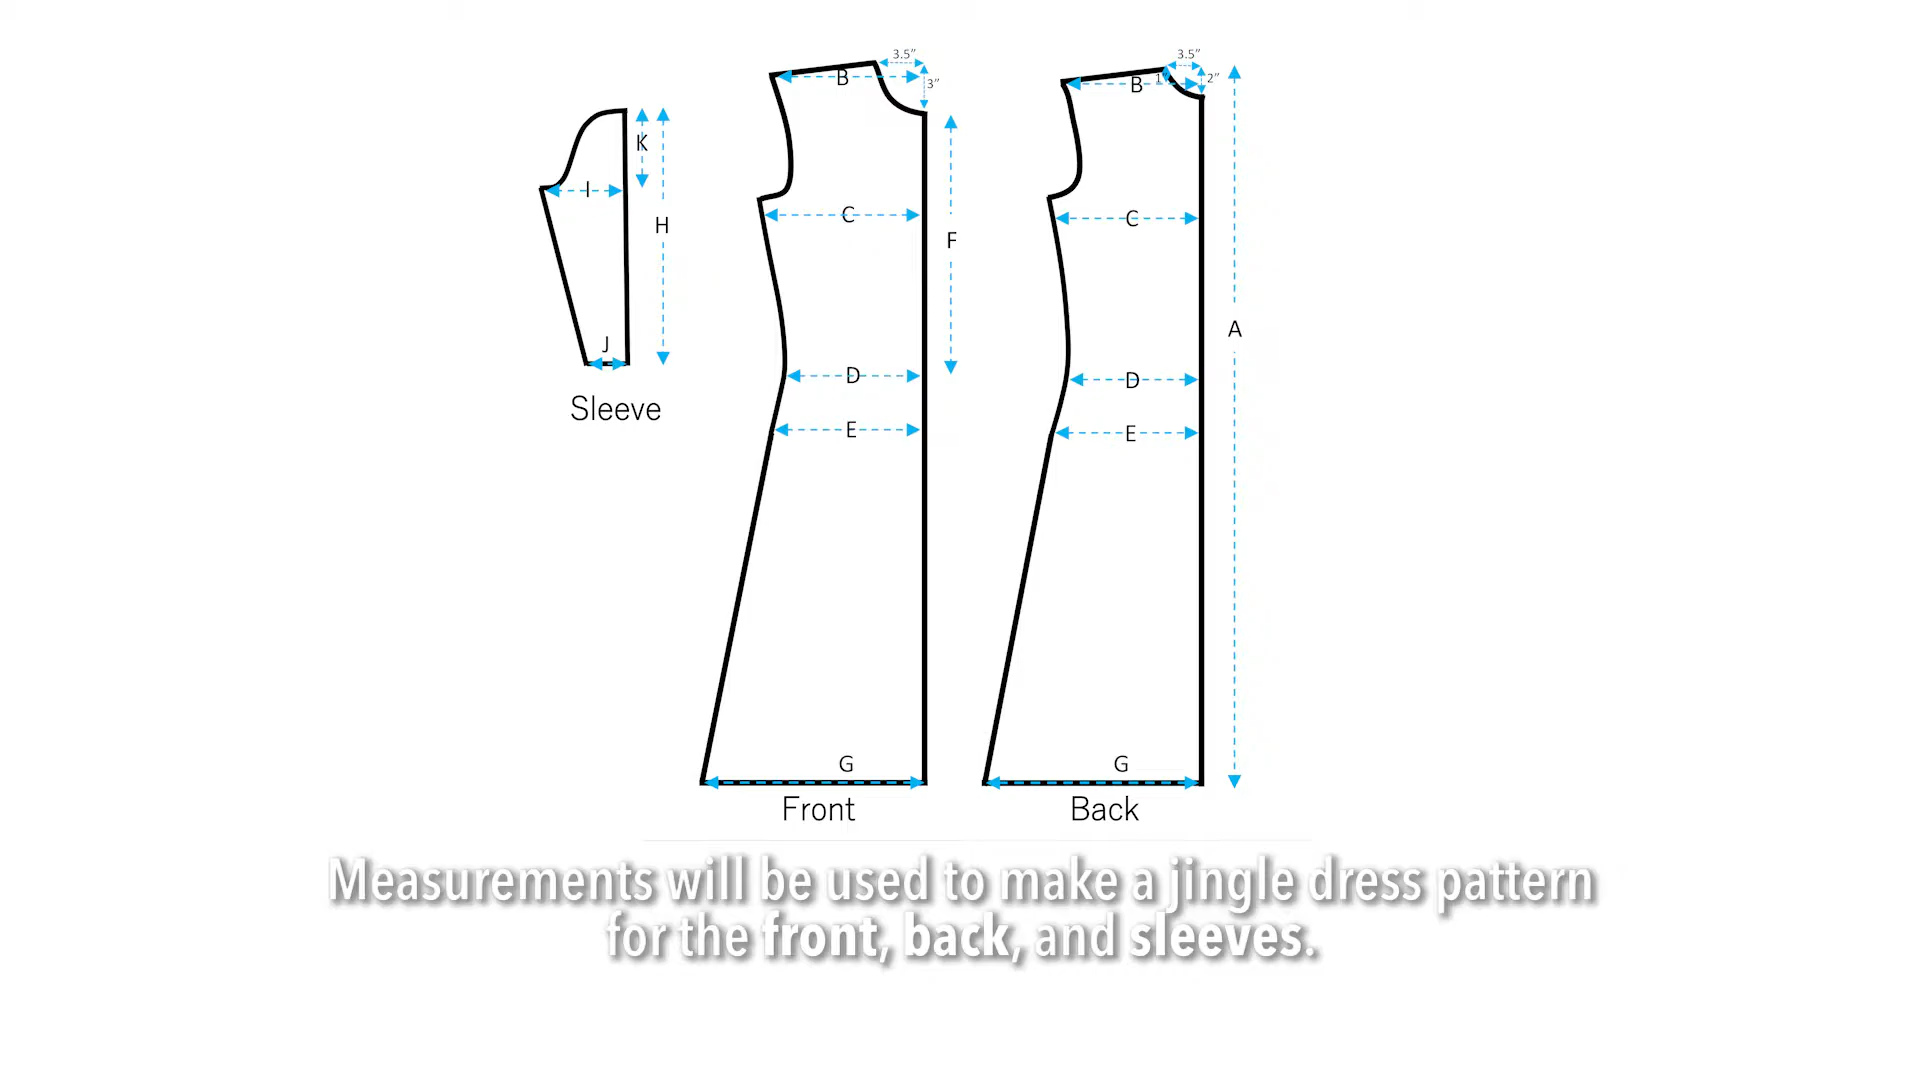 3.5"
B
3"
C
F
D
E
G
Front
3.5"
1"
B
2"
C
D
E
A
G
Back
K
I
H
J
Sleeve
Measurements will be used to make a jingle dress pattern
for the front, back, and sleeves.